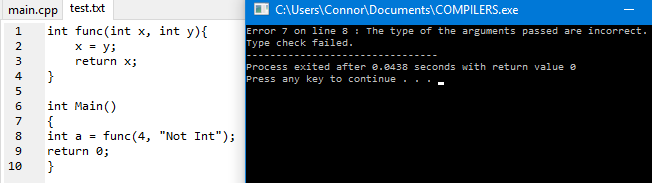 main.cpp test.txt
1 int func(int x, int y){
2 x = y;
3 return x;
4 }
5
6 int Main()
7 {
8 int a = func(4, "Not Int");
9 return 0;
10 }
C:\Users\Connor\Documents\COMPILERS.exe
Error 7 on line 8 : The type of the arguments passed are incorrect.
Type check failed.
--------------------------------
Process exited after 0.0438 seconds with return value 0
Press any key to continue . . .